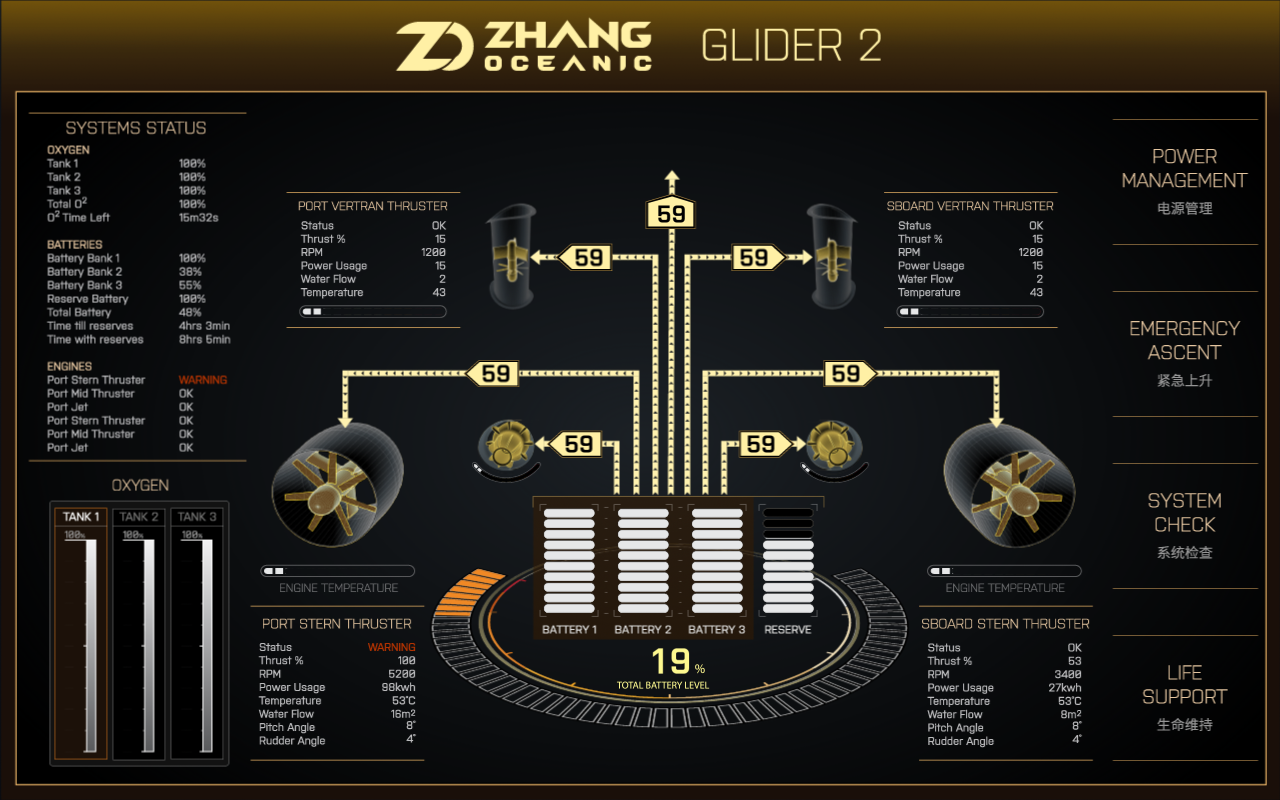 ZHANG
OCEANIC
GLIDER 2
SYSTEMS STATUS
OXYGEN
Tank 1 100%
Tank 2 100%
Tank 3 100%
Total O² 100%
O² Time Left 15m32s
BATTERIES
Battery Bank 1 100%
Battery Bank 2 38%
Battery Bank 3 55%
Reserve Battery 100%
Total Battery 48%
Time till reserves 4hrs 3min
Time with reserves 8hrs 5min
ENGINES
Port Stern Thruster WARNING
Port Mid Thruster OK
Port Jet OK
Port Stern Thruster OK
Port Mid Thruster OK
Port Jet OK
OXYGEN
TANK 1 TANK 2 TANK 3
100% 100% 100%
PORT VERTRAN THRUSTER
Status OK
Thrust % 15
RPM 1200
Power Usage 15
Water Flow 2
Temperature 43
59
59
59
SBOARD VERTRAN THRUSTER
Status OK
Thrust % 15
RPM 1200
Power Usage 15
Water Flow 2
Temperature 43
59
59
59
59
ENGINE TEMPERATURE
PORT STERN THRUSTER
Status WARNING
Thrust % 100
RPM 5200
Power Usage 98kwh
Temperature 53°C
Water Flow 16m²
Pitch Angle 8°
Rudder Angle 4°
BATTERY 1 BATTERY 2 BATTERY 3 RESERVE
19 %
TOTAL BATTERY LEVEL
ENGINE TEMPERATURE
SBOARD STERN THRUSTER
Status OK
Thrust % 53
RPM 3400
Power Usage 27kwh
Temperature 53°C
Water Flow 8m²
Pitch Angle 8°
Rudder Angle 4°
POWER
MANAGEMENT
电源管理
EMERGENCY
ASCENT
紧急上升
SYSTEM
CHECK
系统检查
LIFE
SUPPORT
生命维持